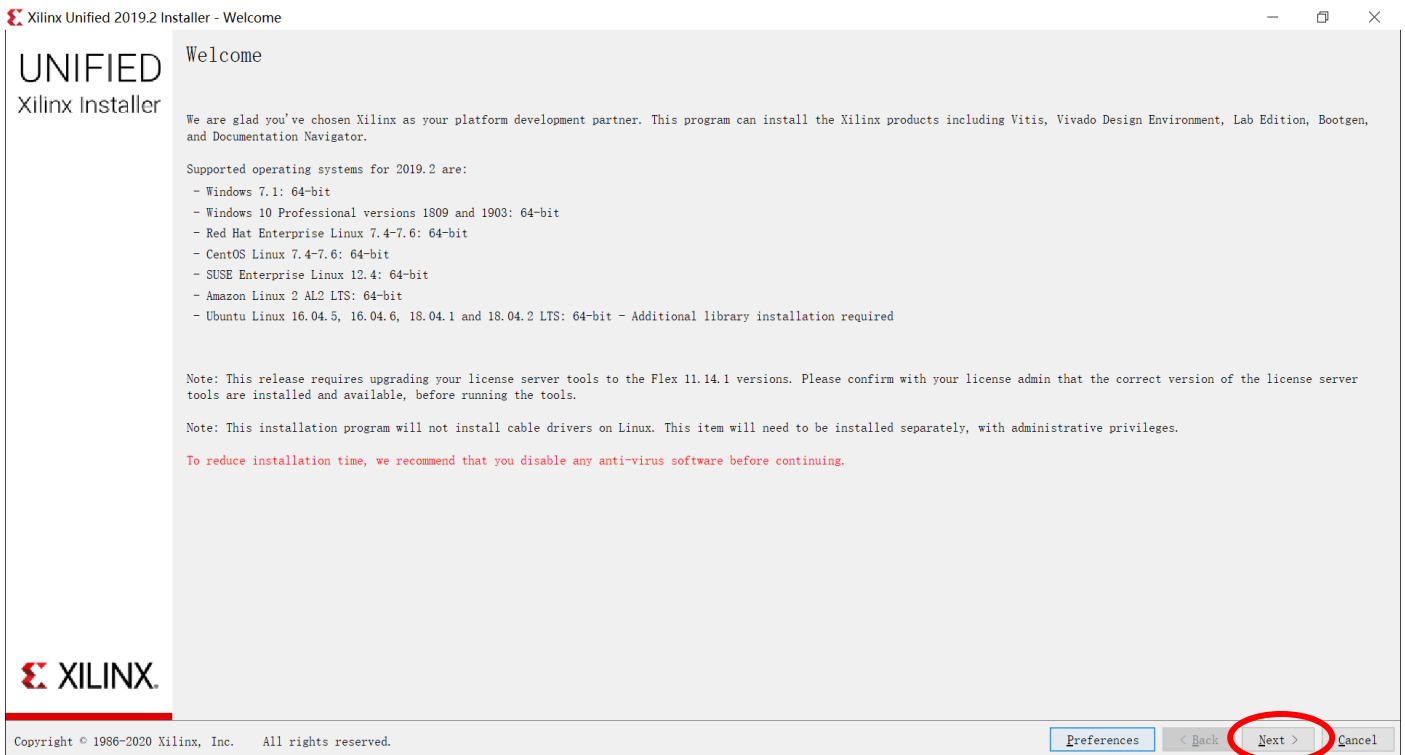 Xilinx Unified 2019.2 Installer - Welcome
UNIFIED
Xilinx Installer
Welcome
We are glad you've chosen Xilinx as your platform development partner. This program can install the Xilinx products including Vitis, Vivado Design Environment, Lab Edition, Bootgen,
and Documentation Navigator.
Supported operating systems for 2019.2 are:
- Windows 7.1: 64-bit
- Windows 10 Professional versions 1809 and 1903: 64-bit
- Red Hat Enterprise Linux 7.4-7.6: 64-bit
- CentOS Linux 7.4-7.6: 64-bit
- SUSE Enterprise Linux 12.4: 64-bit
- Amazon Linux 2 AL2 LTS: 64-bit
- Ubuntu Linux 16.04.5, 16.04.6, 18.04.1 and 18.04.2 LTS: 64-bit - Additional library installation required
Note: This release requires upgrading your license server tools to the Flex 11.14.1 versions. Please confirm with your license admin that the correct version of the license server
tools are installed and available, before running the tools.
Note: This installation program will not install cable drivers on Linux. This item will need to be installed separately, with administrative privileges.
To reduce installation time, we recommend that you disable any anti-virus software before continuing.
XILINX.
Copyright © 1986-2020 Xilinx, Inc. All rights reserved.
Preferences < Back Next > Cancel